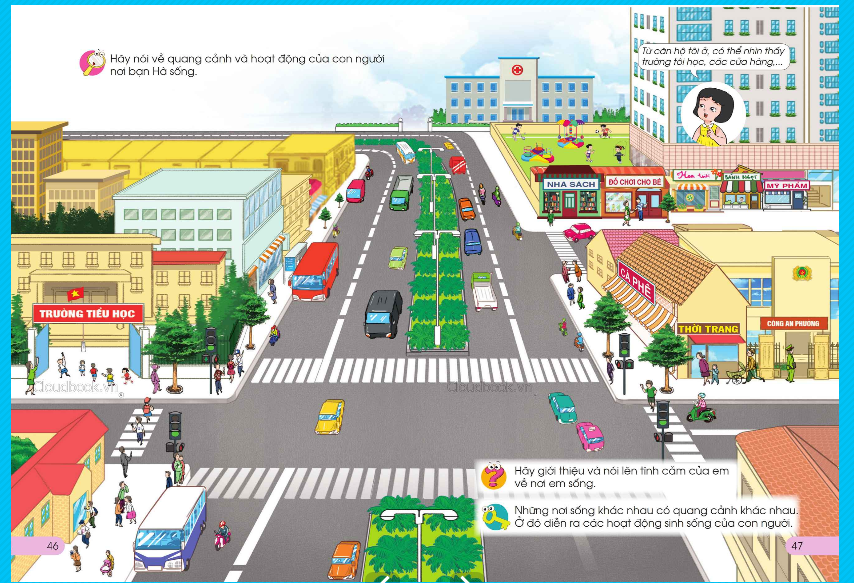 Hãy nói về quang cảnh và hoạt động của con người
nơi bạn Hà sống.
Từ căn hộ tôi ở, có thể nhìn thấy
trường tôi học, các cửa hàng,...
NHÀ SÁCH
ĐỒ CHƠI CHO BÉ
Hoa tươi
BÁNH NGỌT
MỸ PHẨM
CÀ PHÊ
THỜI TRANG
CÔNG AN PHƯỜNG
TRƯỜNG TIỂU HỌC
Cloudbook.vn
Cloudbook.vn
Hãy giới thiệu và nói lên tình cảm của em
về nơi em sống.
Những nơi sống khác nhau có quang cảnh khác nhau.
Ở đó diễn ra các hoạt động sinh sống của con người.
46
47